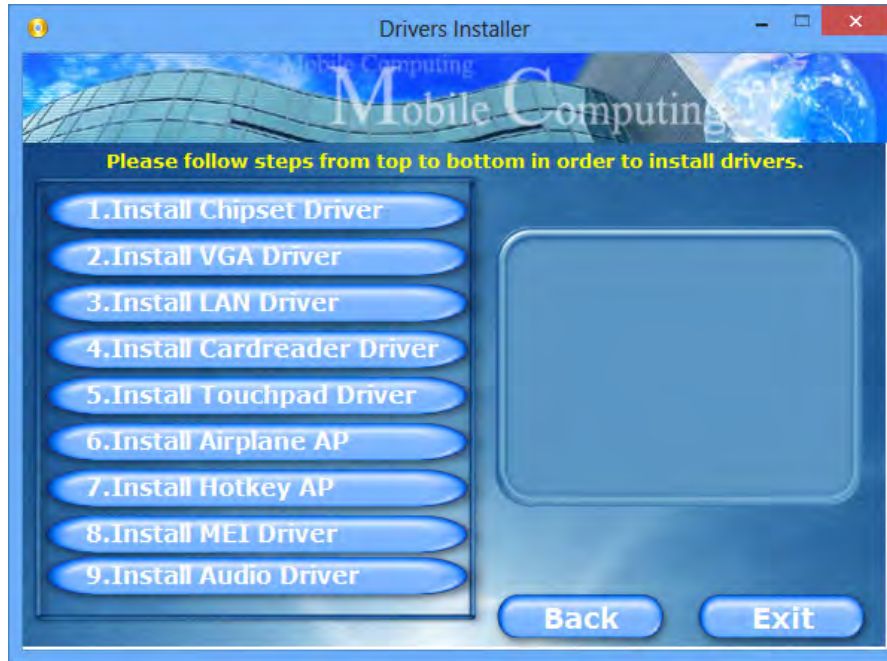 Drivers Installer
Mobile Computing
Mobile Computing
Please follow steps from top to bottom in order to install drivers.
1.Install Chipset Driver
2.Install VGA Driver
3.Install LAN Driver
4.Install Cardreader Driver
5.Install Touchpad Driver
6.Install Airplane AP
7.Install Hotkey AP
8.Install MEI Driver
9.Install Audio Driver
Back
Exit